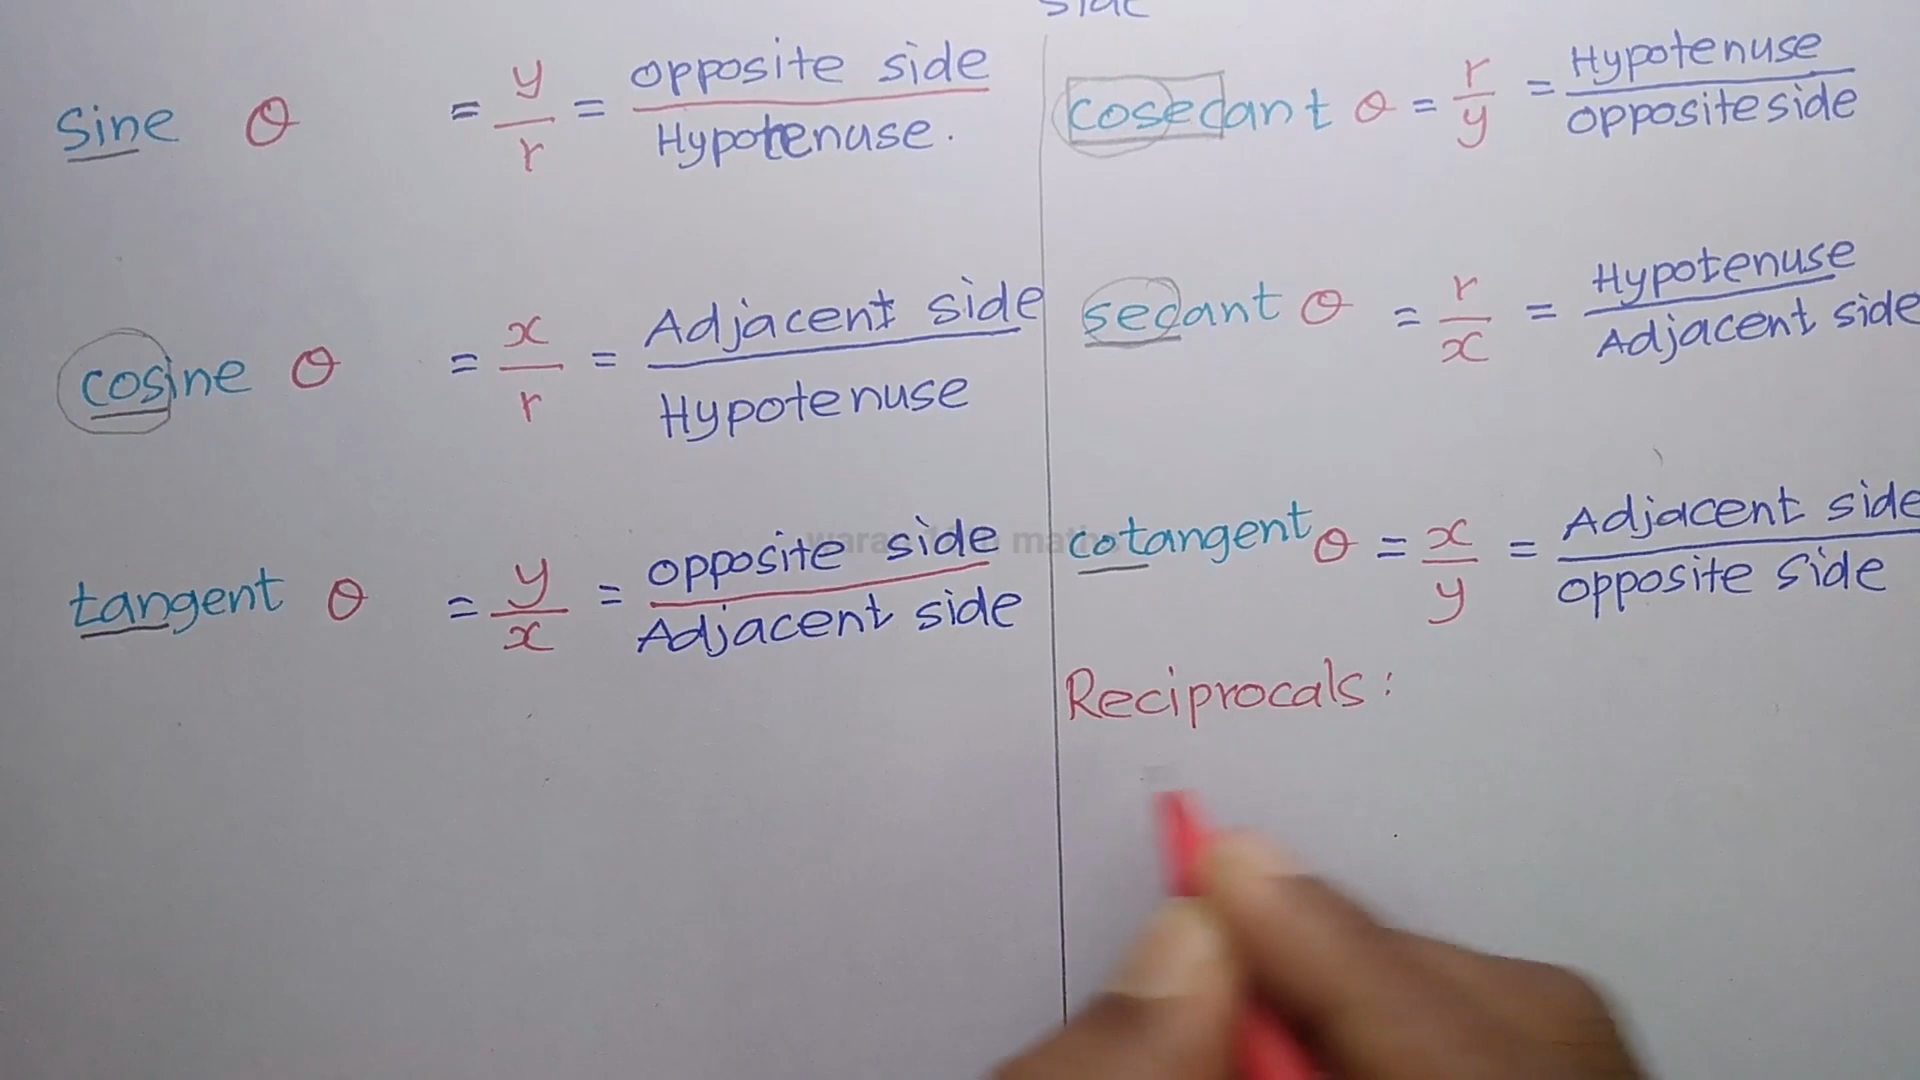 side
Sine θ = y/r = opposite side / Hypotenuse.
cosecant θ = r/y = Hypotenuse / opposite side
cosine θ = x/r = Adjacent side / Hypotenuse
secant θ = r/x = Hypotenuse / Adjacent side
tangent θ = y/x = opposite side / Adjacent side
cotangent θ = x/y = Adjacent side / opposite side
Reciprocals: